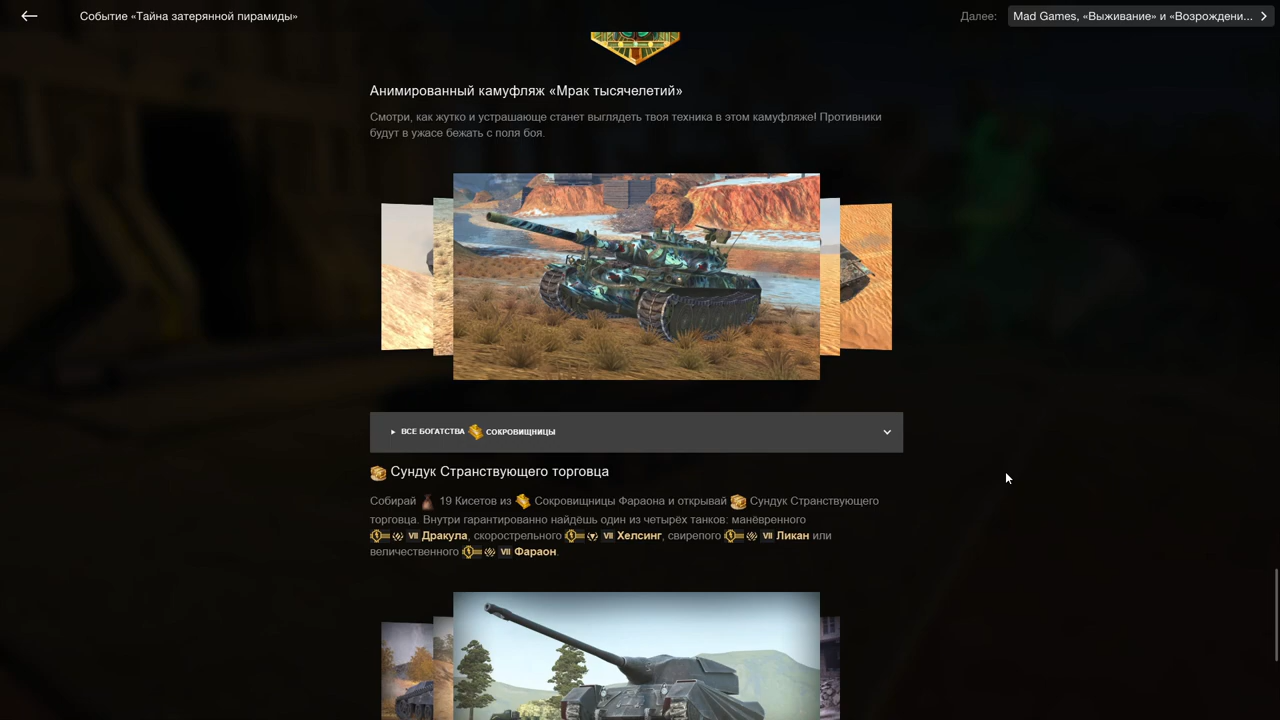 Событие «Тайна затерянной пирамиды»
Далее:
Mad Games, «Выживание» и «Возрождени...
Анимированный камуфляж «Мрак тысячелетий»
Смотри, как жутко и устрашающе станет выглядеть твоя техника в этом камуфляже! Противники
будут в ужасе бежать с поля боя.
ВСЕ БОГАТСТВА СОКРОВИЩНИЦЫ
Сундук Странствующего торговца
Собирай 19 Кисетов из Сокровищницы Фараона и открывай Сундук Странствующего
торговца. Внутри гарантированно найдёшь один из четырёх танков: манёвренного
VII Дракула, скорострельного VII Хелсинг, свирепого VII Ликан или
величественного VII Фараон.